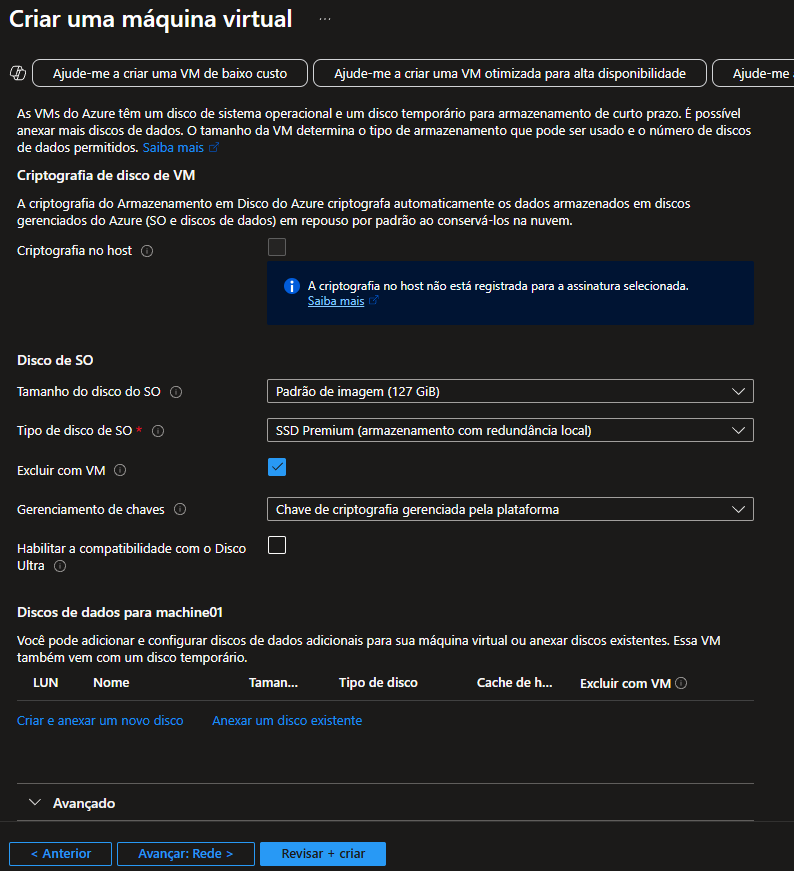 Criar uma máquina virtual ...
Ajude-me a criar uma VM de baixo custo
Ajude-me a criar uma VM otimizada para alta disponibilidade
Ajude-me a
As VMs do Azure têm um disco de sistema operacional e um disco temporário para armazenamento de curto prazo. É possível
anexar mais discos de dados. O tamanho da VM determina o tipo de armazenamento que pode ser usado e o número de discos
de dados permitidos. Saiba mais
Criptografia de disco de VM
A criptografia do Armazenamento em Disco do Azure criptografa automaticamente os dados armazenados em discos
gerenciados do Azure (SO e discos de dados) em repouso por padrão ao conservá-los na nuvem.
Criptografia no host
A criptografia no host não está registrada para a assinatura selecionada.
Saiba mais
Disco de SO
Tamanho do disco do SO
Padrão de imagem (127 GiB)
Tipo de disco de SO *
SSD Premium (armazenamento com redundância local)
Excluir com VM
Gerenciamento de chaves
Chave de criptografia gerenciada pela plataforma
Habilitar a compatibilidade com o Disco
Ultra
Discos de dados para machine01
Você pode adicionar e configurar discos de dados adicionais para sua máquina virtual ou anexar discos existentes. Essa VM
também vem com um disco temporário.
LUN Nome Taman... Tipo de disco Cache de h... Excluir com VM
Criar e anexar um novo disco Anexar um disco existente
Avançado
< Anterior
Avançar: Rede >
Revisar + criar